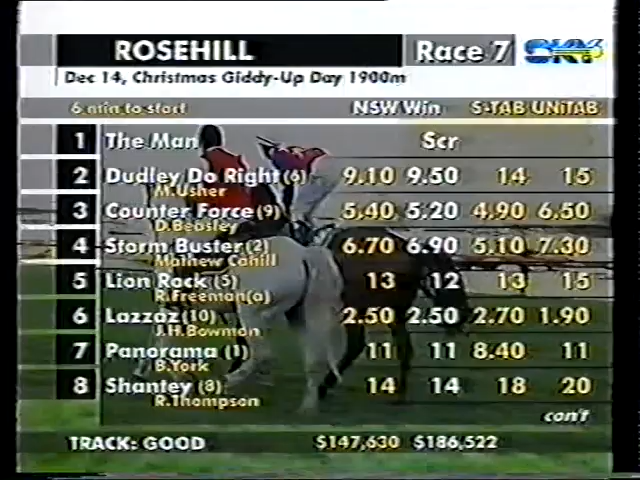 ROSEHILL Race 7 SKY
Dec 14, Christmas Giddy-Up Day 1900m
6 min to start NSW Win S-TAB UNiTAB
1 The Man Scr
2 Dudley Do Right (6) 9.10 9.50 14 15
M.Usher
3 Counter Force (9) 5.40 5.20 4.90 6.50
D.Beasley
4 Storm Buster (2) 6.70 6.90 5.10 7.30
Mathew Cahill
5 Lion Rock (5) 13 12 13 15
R.Freeman(a)
6 Lazzaz (10) 2.50 2.50 2.70 1.90
J.H.Bowman
7 Panorama (1) 11 11 8.40 11
B.York
8 Shantey (8) 14 14 18 20
R.Thompson
can't
TRACK: GOOD $147,630 $186,522